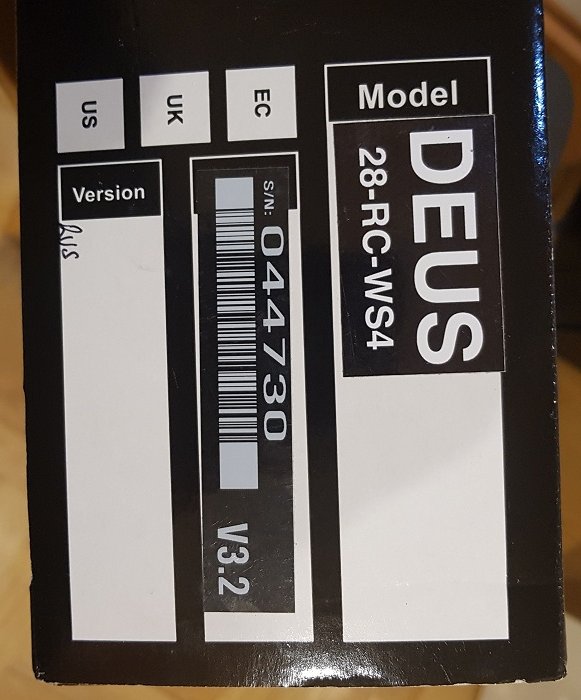 Model
DEUS
28-RC-WS4
EC
UK
US
S/N: 044730
V3.2
Version